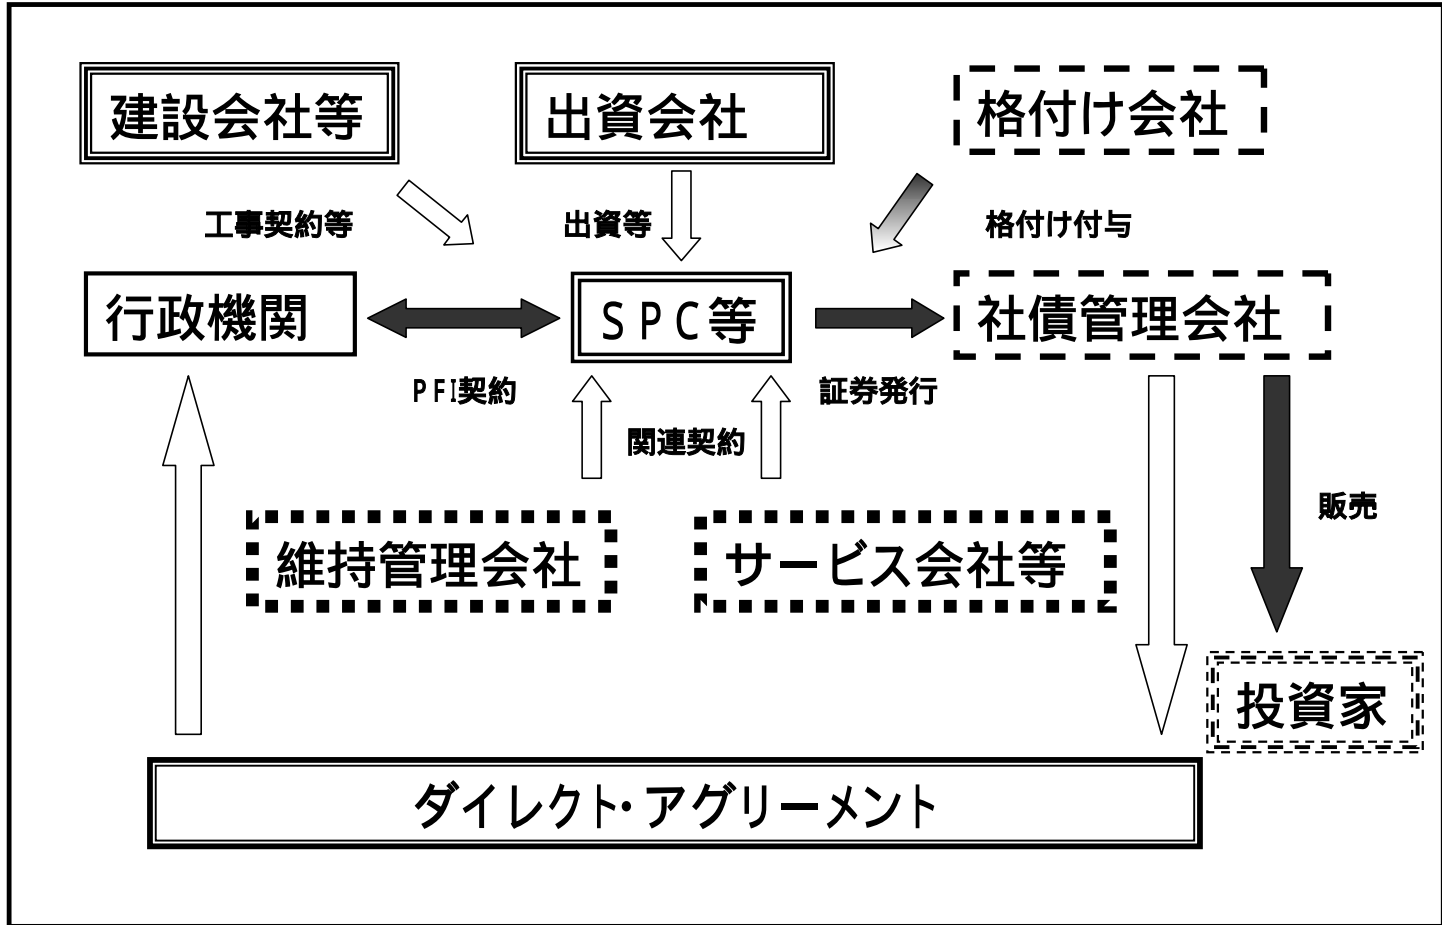 建設会社等
出資会社
格付け会社
工事契約等
出資等
格付け付与
行政機関
ＳＰＣ等
社債管理会社
ＰＦI契約
証券発行
関連契約
販売
維持管理会社
サービス会社等
投資家
ダイレクト・アグリーメント